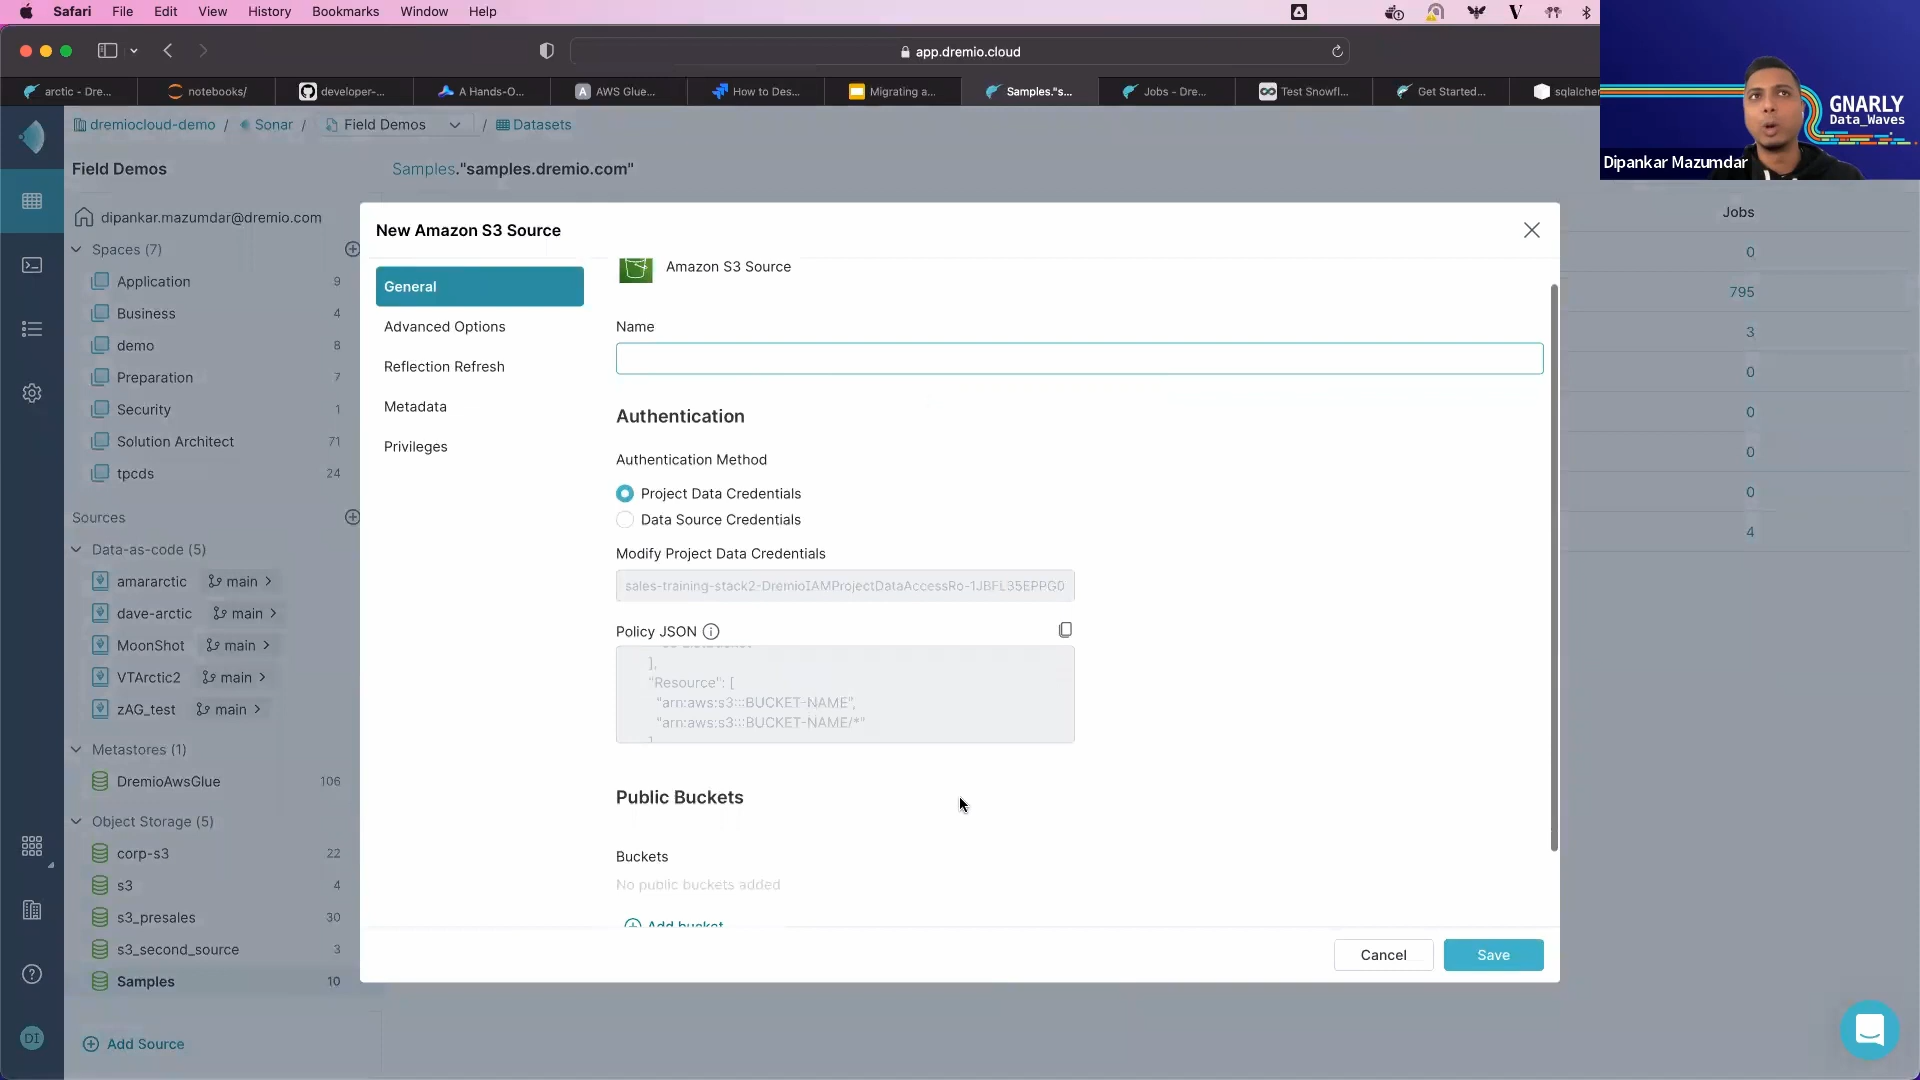 Safari File Edit View History Bookmarks Window Help
app.dremio.cloud
arctic - Dre... notebooks/ developer-... A Hands-O... AWS Glue... How to Des... Migrating a... Samples."s... Jobs - Dre... Test Snowfl... Get Started... sqlalche
GNARLY
Data_Waves
Dipankar Mazumdar
dremiocloud-demo / Sonar / Field Demos / Datasets
Field Demos
Samples."samples.dremio.com"
dipankar.mazumdar@dremio.com
Spaces (7)
Application 9
Business 4
demo 8
Preparation 7
Security 1
Solution Architect 71
tpcds 24
Sources
Data-as-code (5)
amararctic main
dave-arctic main
MoonShot main
VTArctic2 main
zAG_test main
Metastores (1)
DremioAwsGlue 106
Object Storage (5)
corp-s3 22
s3 4
s3_presales 30
s3_second_source 3
Samples 10
Add Source
DI
New Amazon S3 Source
General
Advanced Options
Reflection Refresh
Metadata
Privileges
Amazon S3 Source
Name
Authentication
Authentication Method
Project Data Credentials
Data Source Credentials
Modify Project Data Credentials
sales-training-stack2-DremioIAMProjectDataAccessRo-1JBFL35EPPG0
Policy JSON
],
"Resource": [
"arn:aws:s3:::BUCKET-NAME",
"arn:aws:s3:::BUCKET-NAME/*"
]
Public Buckets
Buckets
No public buckets added
Add bucket
Cancel Save
Jobs
0
795
3
0
0
0
0
4